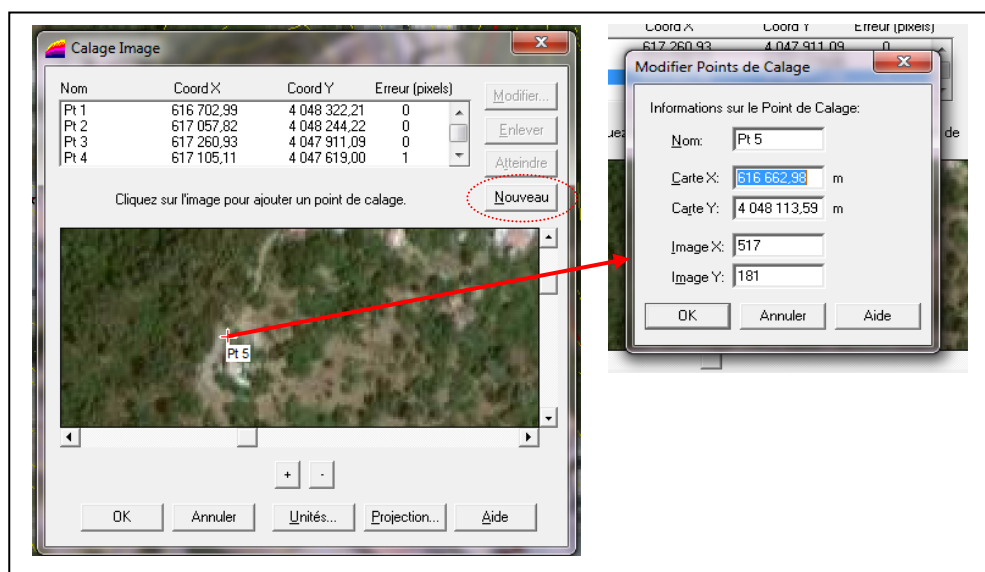 Calage Image
Nom Coord X Coord Y Erreur (pixels)
Pt 1 616 702,99 4 048 322,21 0
Pt 2 617 057,82 4 048 244,22 0
Pt 3 617 260,93 4 047 911,09 0
Pt 4 617 105,11 4 047 619,00 1
Modifier...
Enlever
Atteindre
Nouveau
Cliquez sur l'image pour ajouter un point de calage.
Pt 5
+ -
OK Annuler Unités... Projection... Aide
Coord X Coord Y Erreur (pixels)
617 260,93 4 047 911,09 0
Modifier Points de Calage
Informations sur le Point de Calage:
Nom: Pt 5
Carte X: 616 662,98 m
Carte Y: 4 048 113,59 m
Image X: 517
Image Y: 181
OK Annuler Aide
de